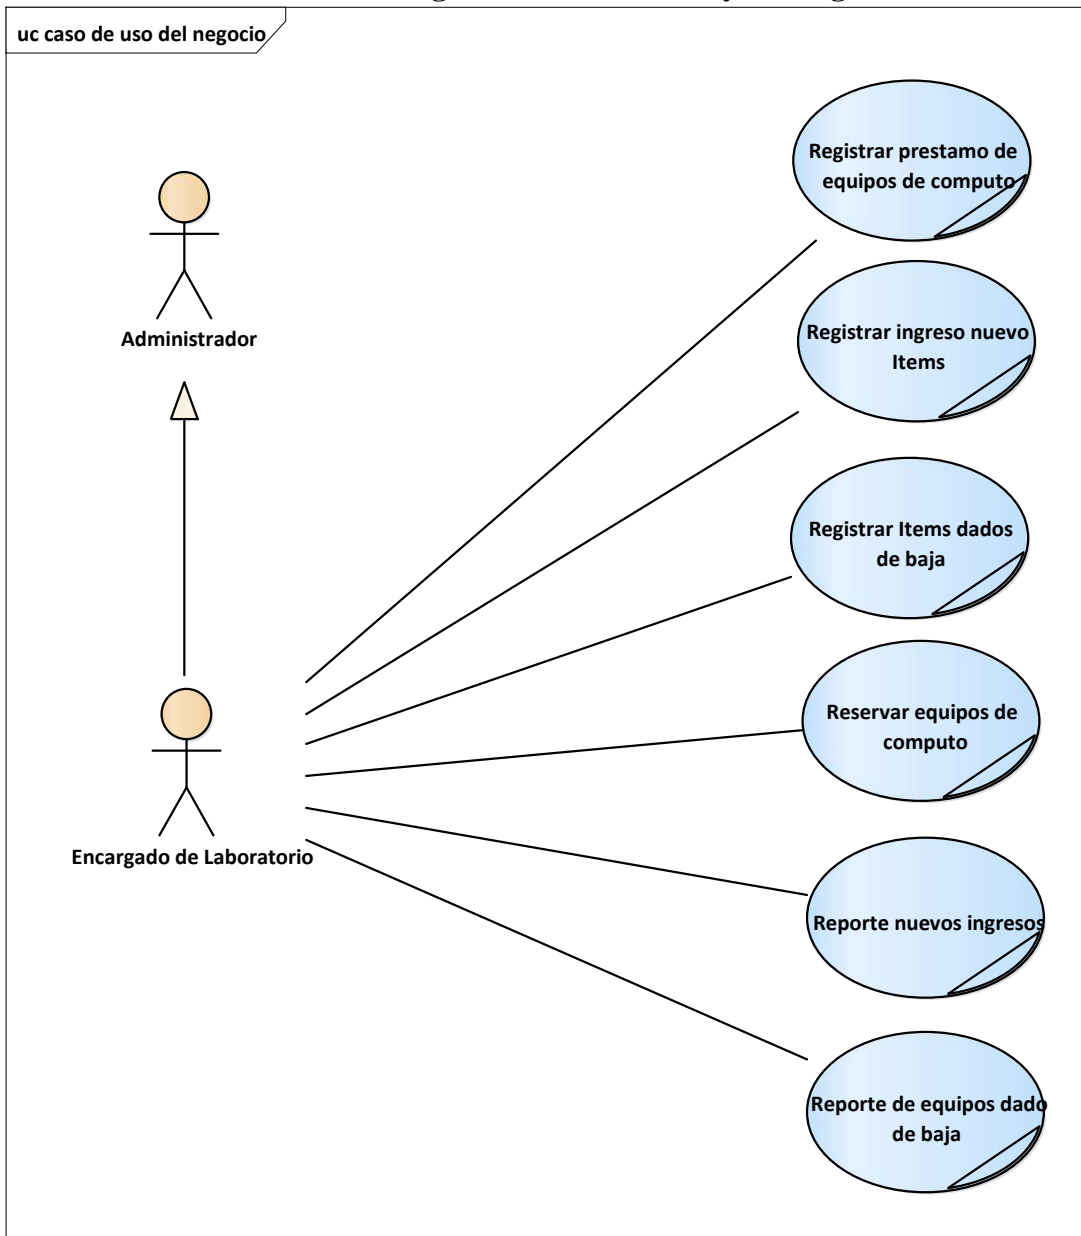 uc caso de uso del negocio
Registrar prestamo de
equipos de computo
Administrador
Registrar ingreso nuevo
Items
Registrar Items dados
de baja
Reservar equipos de
computo
Encargado de Laboratorio
Reporte nuevos ingresos
Reporte de equipos dado
de baja